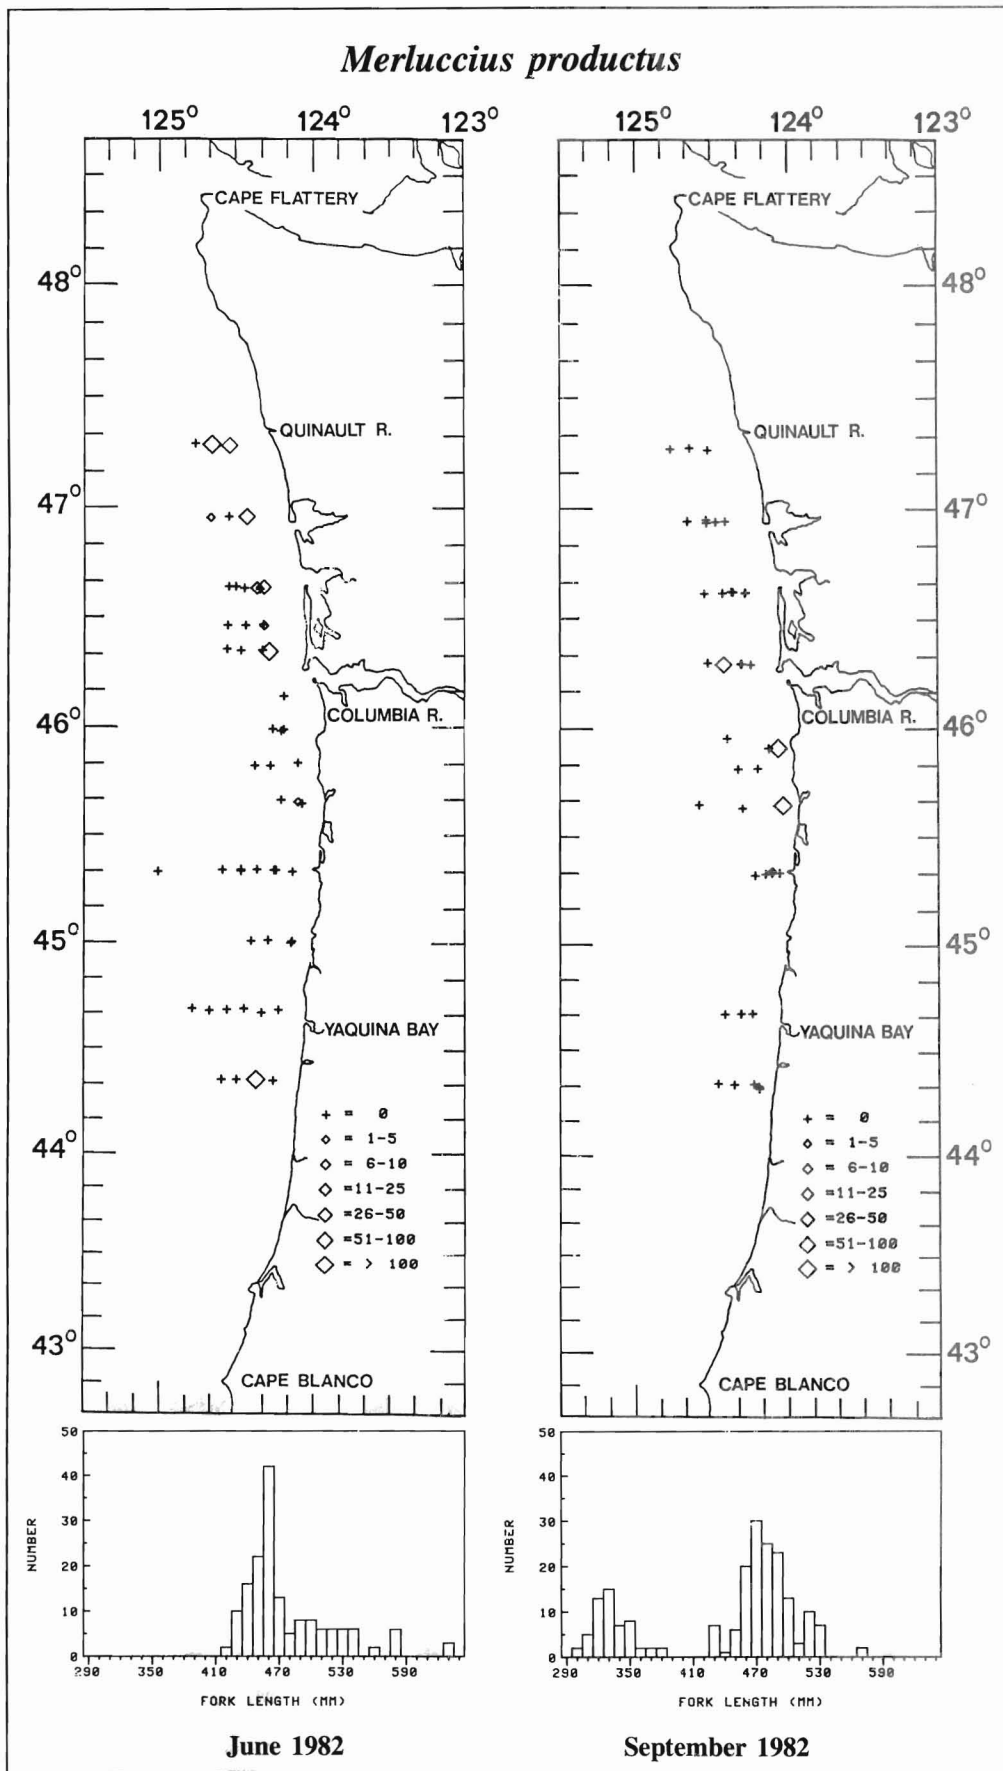 Merluccius productus
125° 124° 123°
CAPE FLATTERY
48°
QUINAULT R.
47°
46°
COLUMBIA R.
45°
YAQUINA BAY
+ = 0
◇ = 1-5
◇ = 6-10
◇ =11-25
◇ =26-50
◇ =51-100
◇ = > 100
44°
43°
CAPE BLANCO
50
40
30
20
10
0
NUMBER
290 350 410 470 530 590
FORK LENGTH (MM)
June 1982
125° 124° 123°
CAPE FLATTERY
48°
QUINAULT R.
47°
46°
COLUMBIA R.
45°
YAQUINA BAY
+ = 0
◇ = 1-5
◇ = 6-10
◇ =11-25
◇ =26-50
◇ =51-100
◇ = > 100
44°
43°
CAPE BLANCO
50
40
30
20
10
0
NUMBER
290 350 410 470 530 590
FORK LENGTH (MM)
September 1982